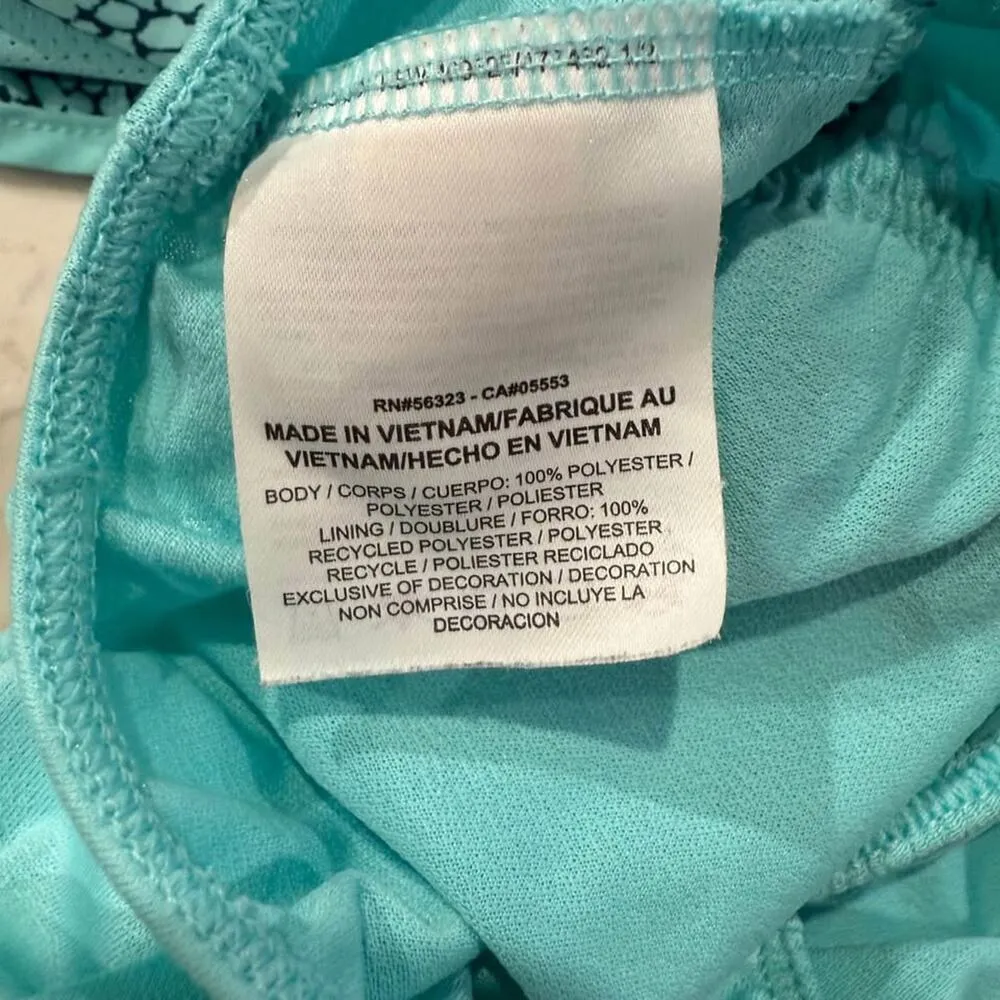 RN#56323 - CA#05553
MADE IN VIETNAM/FABRIQUE AU
VIETNAM/HECHO EN VIETNAM
BODY / CORPS / CUERPO: 100% POLYESTER /
POLYESTER / POLIESTER
LINING / DOUBLURE / FORRO: 100%
RECYCLED POLYESTER / POLYESTER
RECYCLE / POLIESTER RECICLADO
EXCLUSIVE OF DECORATION / DECORATION
NON COMPRISE / NO INCLUYE LA
DECORACION